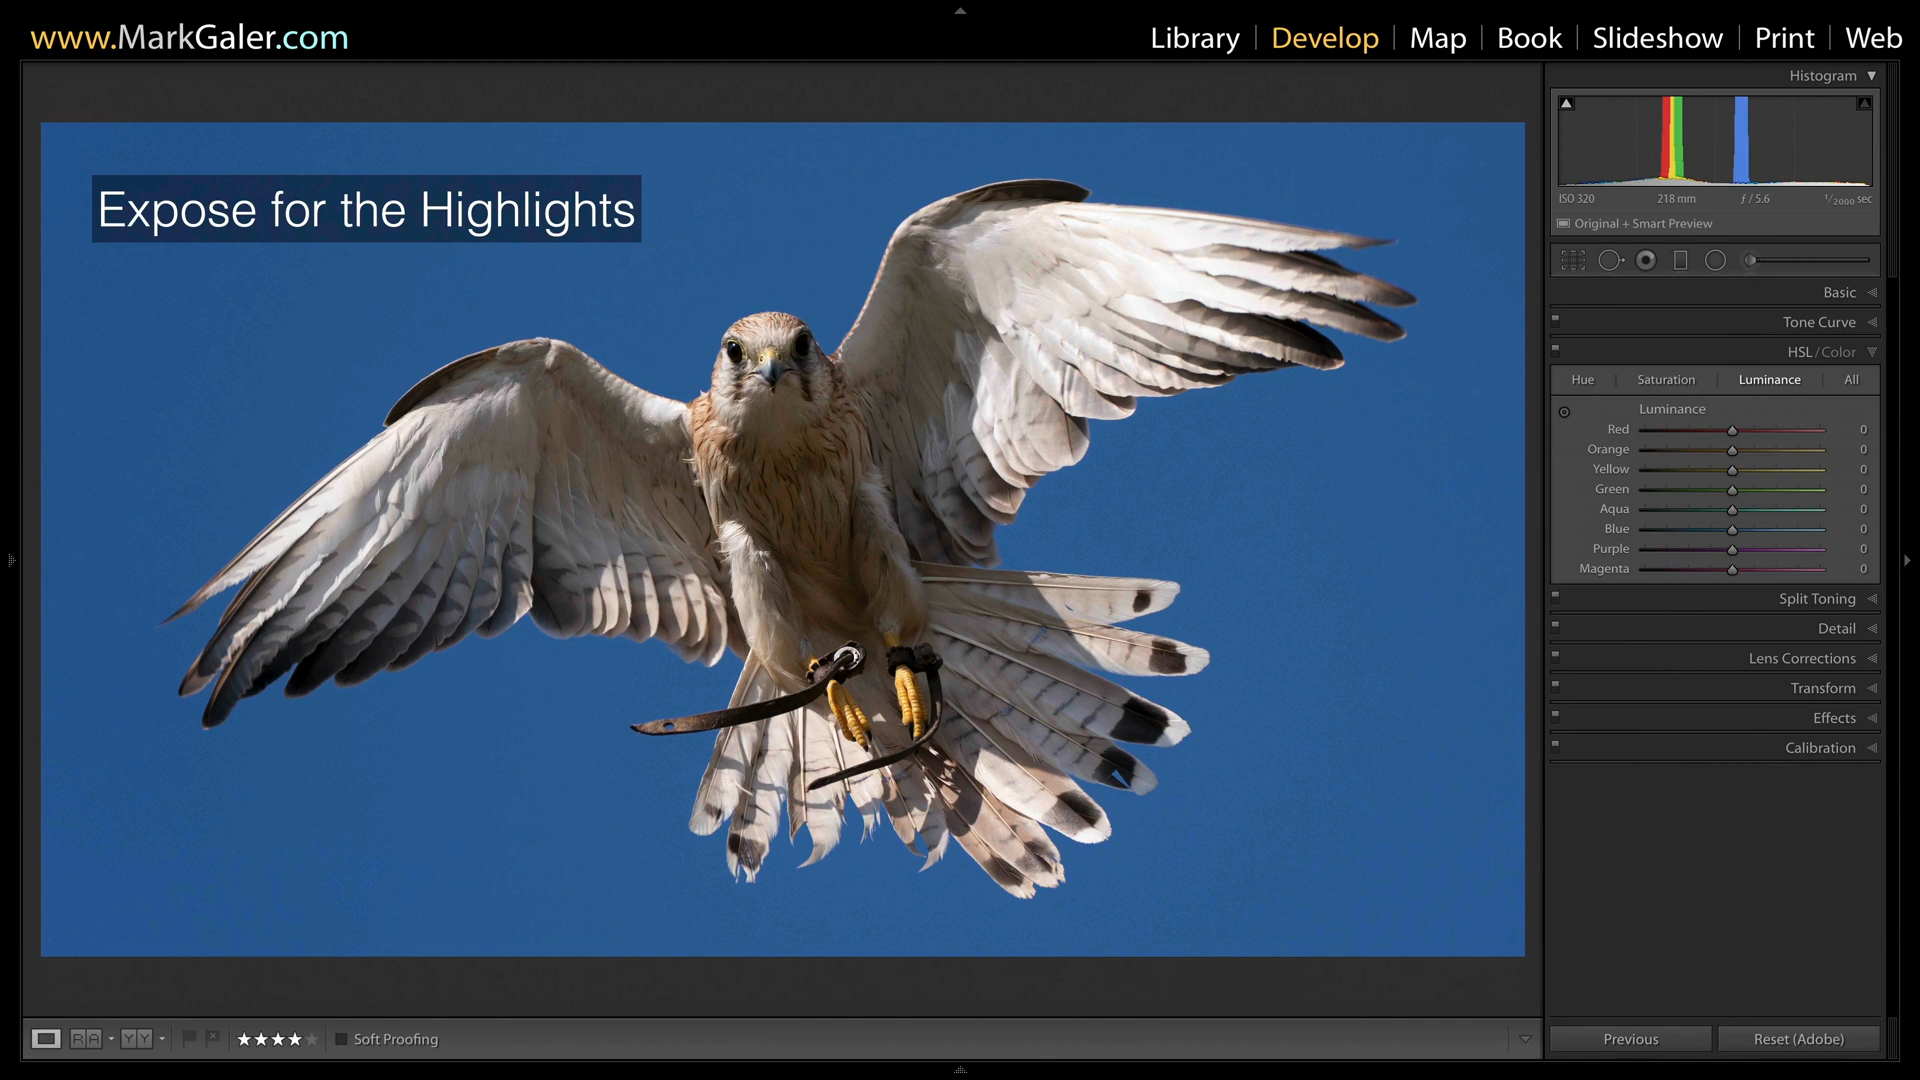 www.MarkGaler.com
Library | Develop | Map | Book | Slideshow | Print | Web
Histogram
ISO 320 218 mm ƒ / 5.6 1/2000 sec
Original + Smart Preview
Basic
Tone Curve
HSL / Color
Hue Saturation Luminance All
Luminance
Red 0
Orange 0
Yellow 0
Green 0
Aqua 0
Blue 0
Purple 0
Magenta 0
Split Toning
Detail
Lens Corrections
Transform
Effects
Calibration
Expose for the Highlights
R A Y Y Soft Proofing
Previous Reset (Adobe)